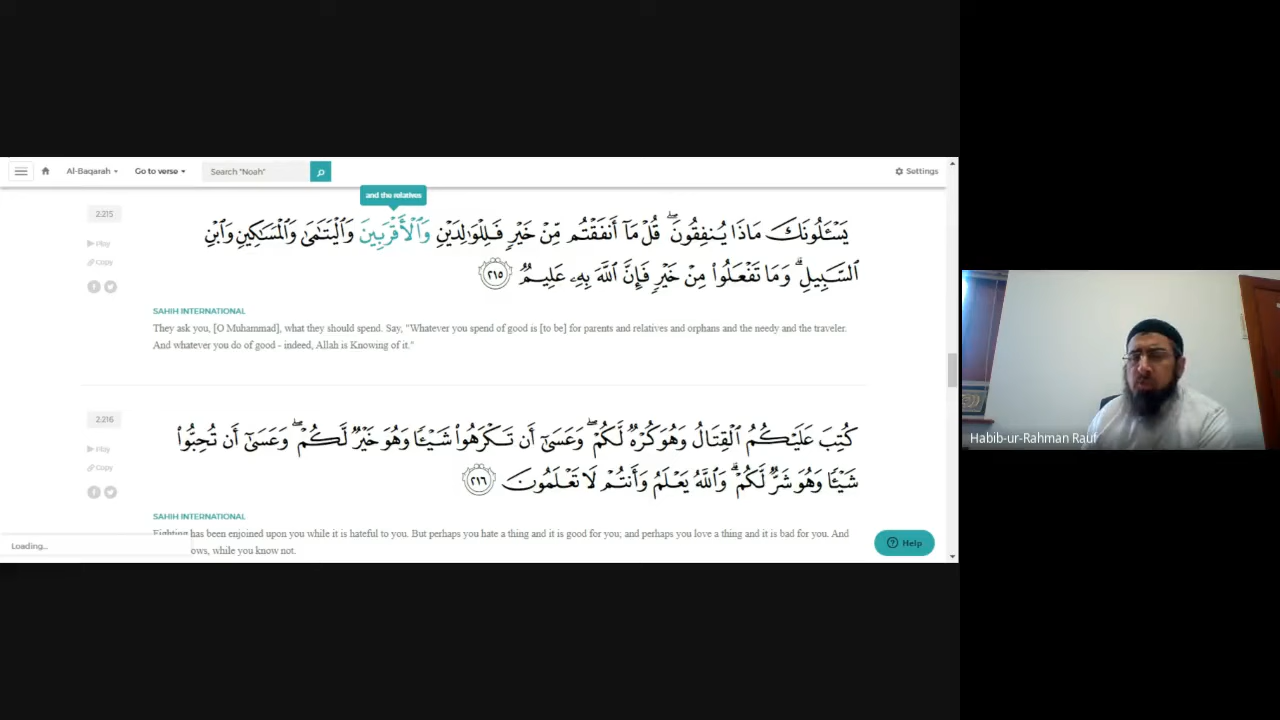 Al-Baqarah
Go to verse
Search "Noah"
Settings
and the relatives
2:215
يَسْـَٔلُونَكَ مَاذَا يُنفِقُونَ ۖ قُلْ مَآ أَنفَقْتُم مِّنْ خَيْرٍ فَلِلْوَٰلِدَيْنِ وَٱلْأَقْرَبِينَ وَٱلْيَتَـٰمَىٰ وَٱلْمَسَـٰكِينِ وَٱبْنِ
ٱلسَّبِيلِ ۗ وَمَا تَفْعَلُوا۟ مِنْ خَيْرٍ فَإِنَّ ٱللَّهَ بِهِۦ عَلِيمٌ ٢١٥
Play
Copy
SAHIH INTERNATIONAL
They ask you, [O Muhammad], what they should spend. Say, "Whatever you spend of good is [to be] for parents and relatives and orphans and the needy and the traveler.
And whatever you do of good - indeed, Allah is Knowing of it."
2:216
كُتِبَ عَلَيْكُمُ ٱلْقِتَالُ وَهُوَ كُرْهٌ لَّكُمْ ۖ وَعَسَىٰٓ أَن تَكْرَهُوا۟ شَيْـًٔا وَهُوَ خَيْرٌ لَّكُمْ ۖ وَعَسَىٰٓ أَن تُحِبُّوا۟
شَيْـًٔا وَهُوَ شَرٌّ لَّكُمْ ۗ وَٱللَّهُ يَعْلَمُ وَأَنتُمْ لَا تَعْلَمُونَ ٢١٦
Play
Copy
SAHIH INTERNATIONAL
Fighting has been enjoined upon you while it is hateful to you. But perhaps you hate a thing and it is good for you; and perhaps you love a thing and it is bad for you. And
while you know not.
Loading...
Help
Habib-ur-Rahman Rauf